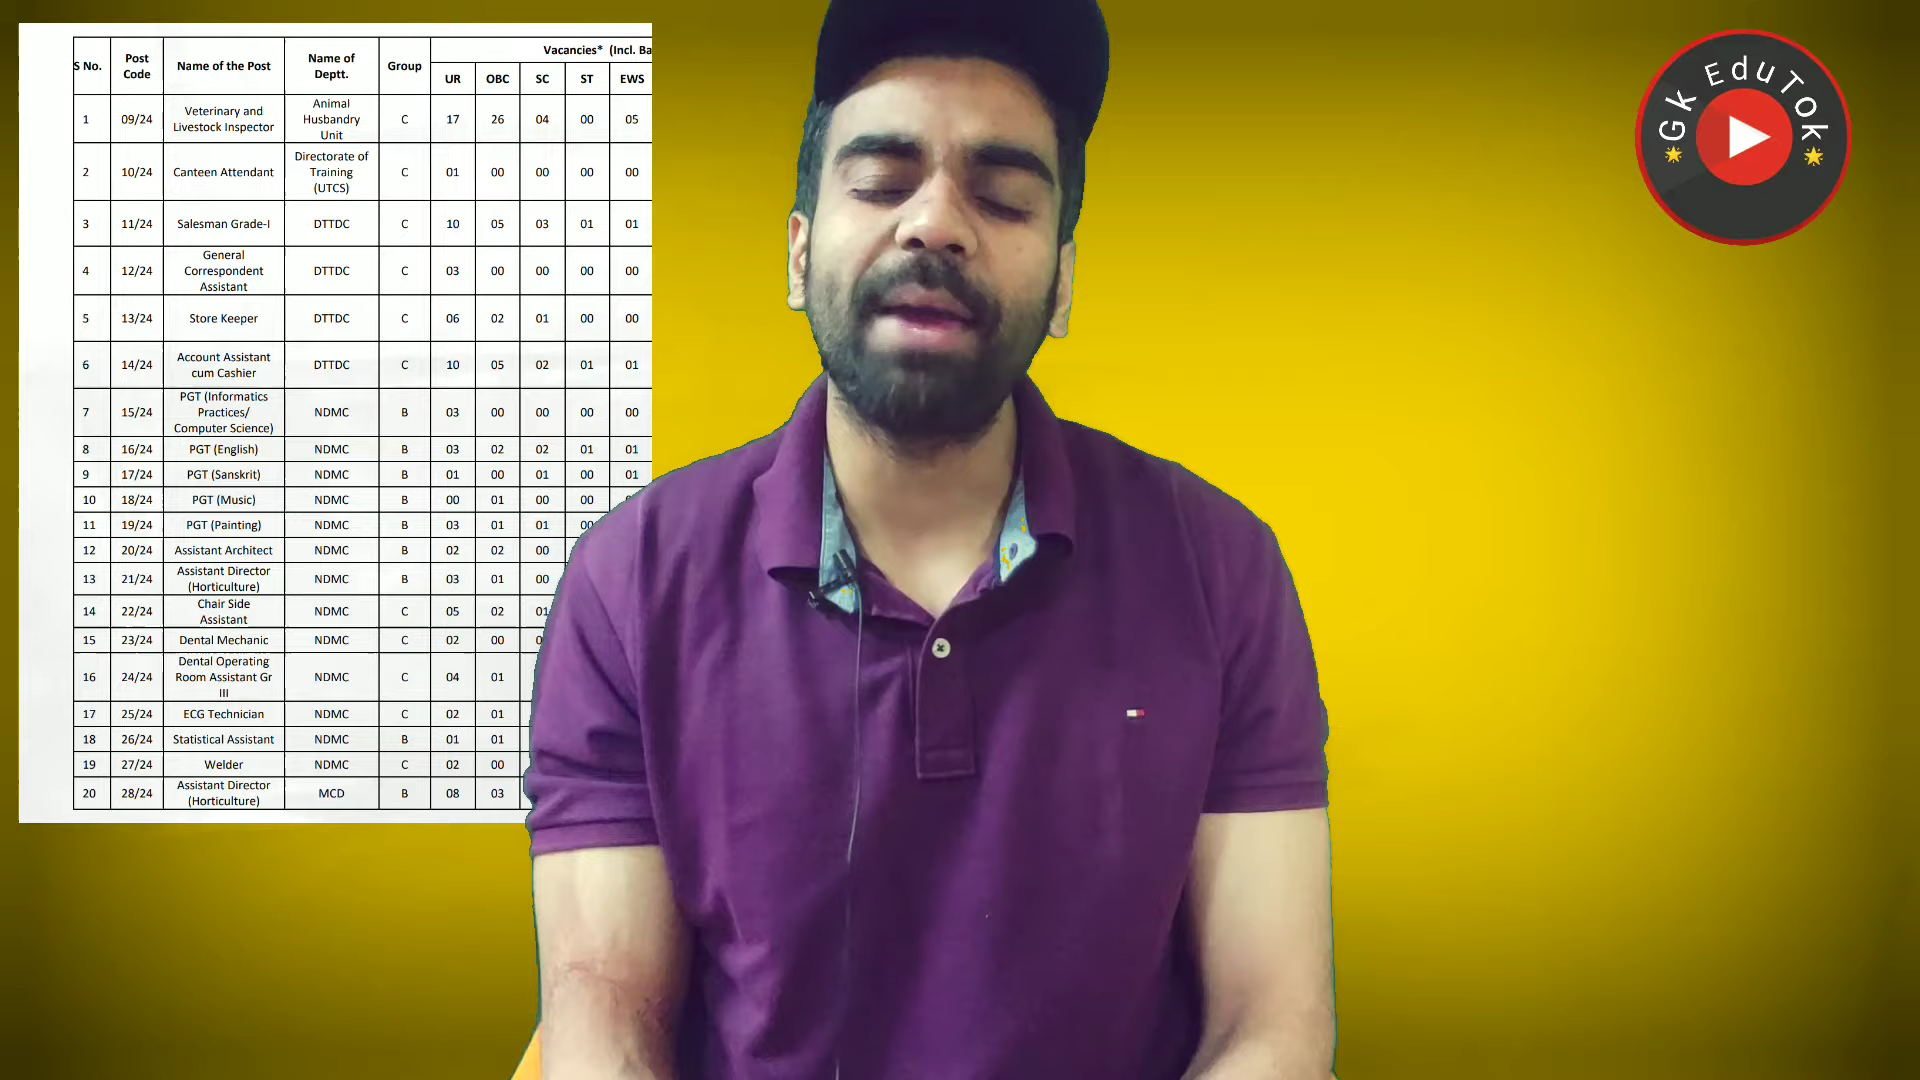 S No. Post Code Name of the Post Name of Deptt. Group Vacancies* (Incl. Ba
UR OBC SC ST EWS
1 09/24 Veterinary and Livestock Inspector Animal Husbandry Unit C 17 26 04 00 05
2 10/24 Canteen Attendant Directorate of Training (UTCS) C 01 00 00 00 00
3 11/24 Salesman Grade-I DTTDC C 10 05 03 01 01
4 12/24 General Correspondent Assistant DTTDC C 03 00 00 00 00
5 13/24 Store Keeper DTTDC C 06 02 01 00 00
6 14/24 Account Assistant cum Cashier DTTDC C 10 05 02 01 01
7 15/24 PGT (Informatics Practices/ Computer Science) NDMC B 03 00 00 00 00
8 16/24 PGT (English) NDMC B 03 02 02 01 01
9 17/24 PGT (Sanskrit) NDMC B 01 00 01 00 01
10 18/24 PGT (Music) NDMC B 00 01 00 00
11 19/24 PGT (Painting) NDMC B 03 01 01 00
12 20/24 Assistant Architect NDMC B 02 02 00
13 21/24 Assistant Director (Horticulture) NDMC B 03 01 00
14 22/24 Chair Side Assistant NDMC C 05 02 01
15 23/24 Dental Mechanic NDMC C 02 00
16 24/24 Dental Operating Room Assistant Gr III NDMC C 04 01
17 25/24 ECG Technician NDMC C 02 01
18 26/24 Statistical Assistant NDMC B 01 01
19 27/24 Welder NDMC C 02 00
20 28/24 Assistant Director (Horticulture) MCD B 08 03
Gk EduTok